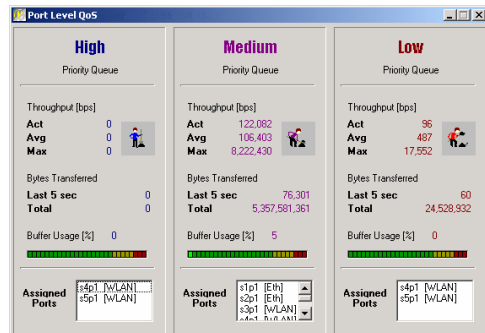 Port Level QoS
High
Priority Queue
Throughput [bps]
Act 0
Avg 0
Max 0
Bytes Transferred
Last 5 sec 0
Total 0
Buffer Usage [%] 0
Assigned Ports
s4p1 [WLAN]
s5p1 [WLAN]
Medium
Priority Queue
Throughput [bps]
Act 122,082
Avg 106,403
Max 8,222,430
Bytes Transferred
Last 5 sec 76,301
Total 5,357,581,361
Buffer Usage [%] 5
Assigned Ports
s1p1 [Eth]
s2p1 [Eth]
s3p1 [WLAN]
s4p1 [WLAN]
Low
Priority Queue
Throughput [bps]
Act 96
Avg 487
Max 17,552
Bytes Transferred
Last 5 sec 60
Total 24,528,932
Buffer Usage [%] 0
Assigned Ports
s4p1 [WLAN]
s5p1 [WLAN]